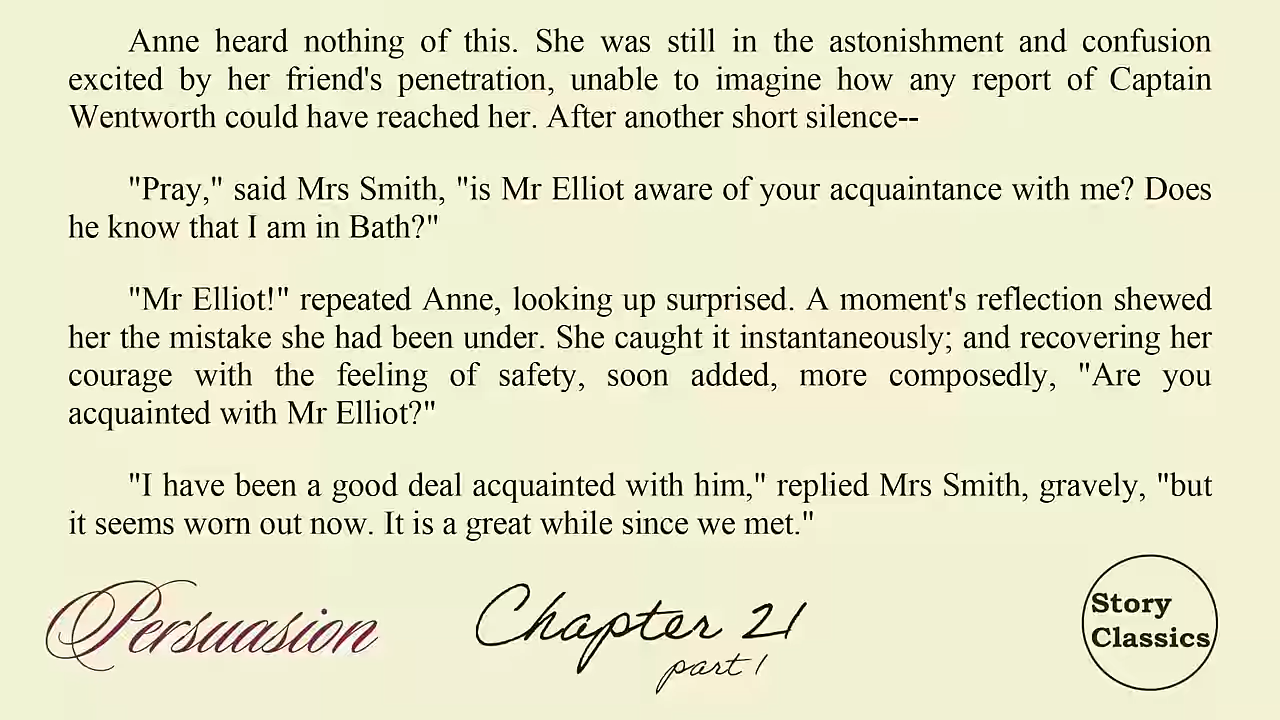 Anne heard nothing of this. She was still in the astonishment and confusion
excited by her friend's penetration, unable to imagine how any report of Captain
Wentworth could have reached her. After another short silence--
"Pray," said Mrs Smith, "is Mr Elliot aware of your acquaintance with me? Does
he know that I am in Bath?"
"Mr Elliot!" repeated Anne, looking up surprised. A moment's reflection shewed
her the mistake she had been under. She caught it instantaneously; and recovering her
courage with the feeling of safety, soon added, more composedly, "Are you
acquainted with Mr Elliot?"
"I have been a good deal acquainted with him," replied Mrs Smith, gravely, "but
it seems worn out now. It is a great while since we met."
Persuasion
Chapter 21
part 1
Story
Classics